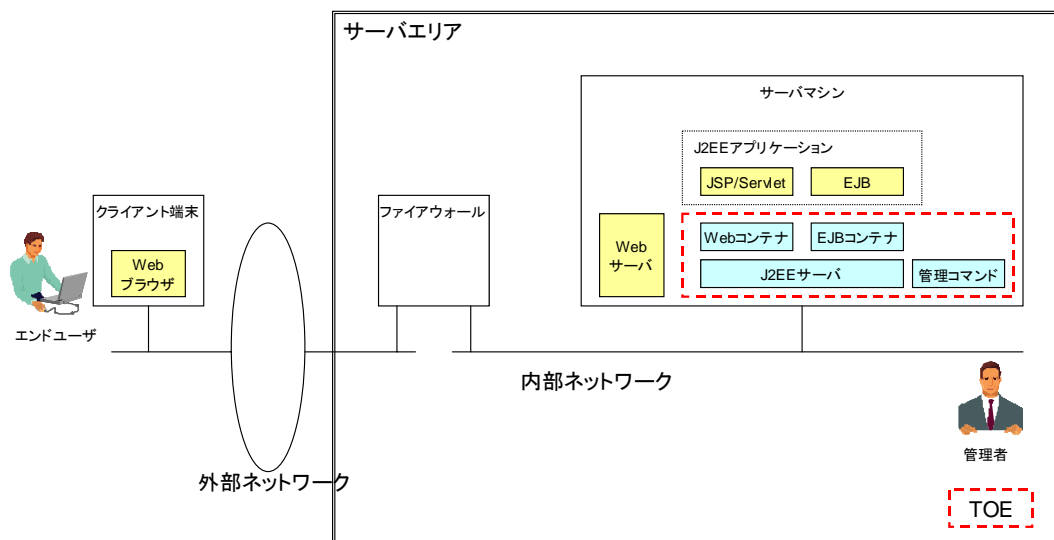 サーバエリア
サーバマシン
J2EEアプリケーション
JSP/Servlet
EJB
クライアント端末
ファイアウォール
Web
サーバ
Webコンテナ
EJBコンテナ
Web
ブラウザ
J2EEサーバ
管理コマンド
エンドユーザ
内部ネットワーク
管理者
外部ネットワーク
TOE